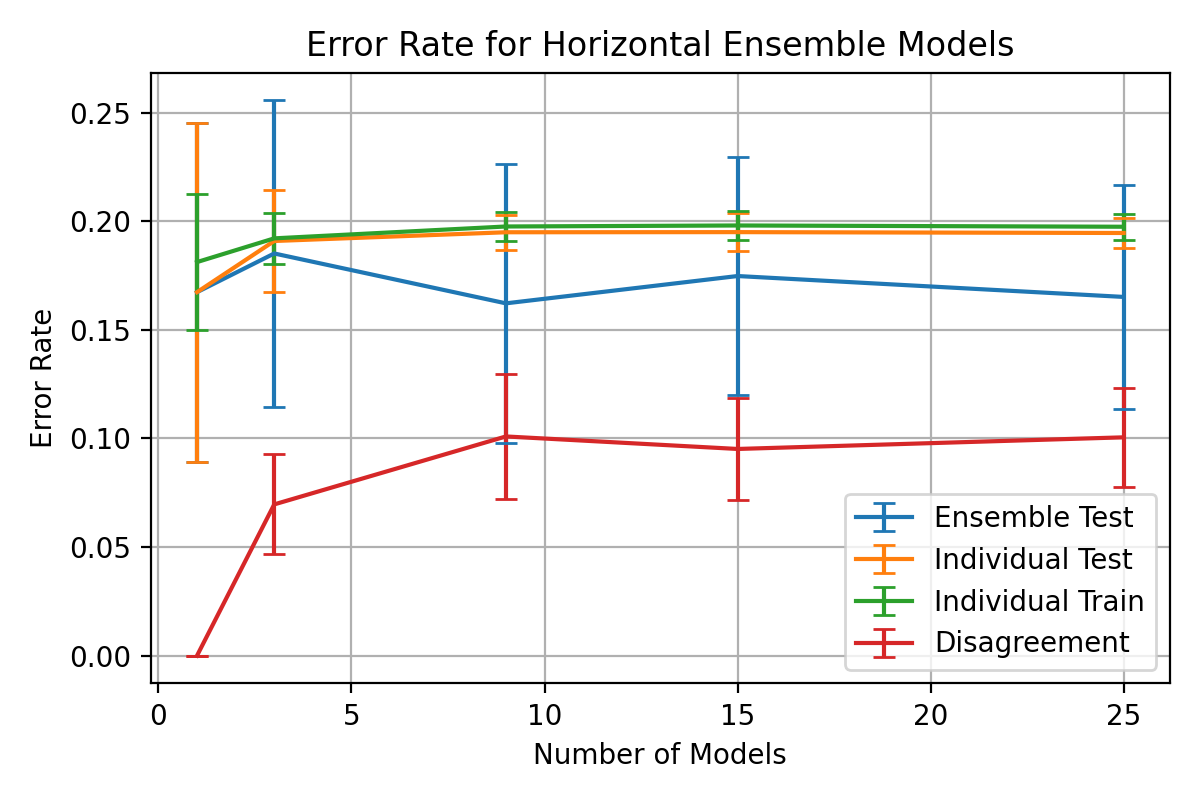 Error Rate for Horizontal Ensemble Models
0.25
0.20
0.15
0.10
0.05
0.00
Error Rate
0 5 10 15 20 25
Number of Models
Ensemble Test
Individual Test
Individual Train
Disagreement